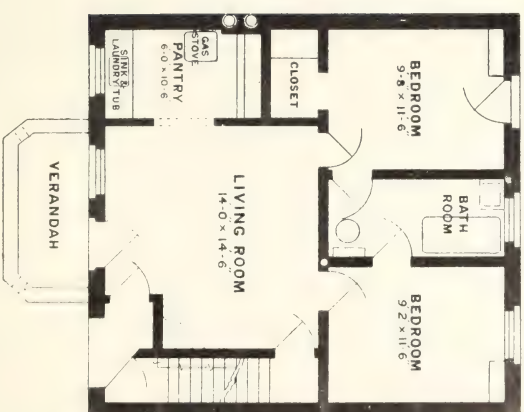 SINK &
LAUNDRY TUB
GAS
STOVE
PANTRY
6-0 × 10-6
CLOSET
BEDROOM
9-8 × 11-6
VERANDAH
LIVING ROOM
14-0 × 14-6
BATH
ROOM
BEDROOM
9-2 × 11-6